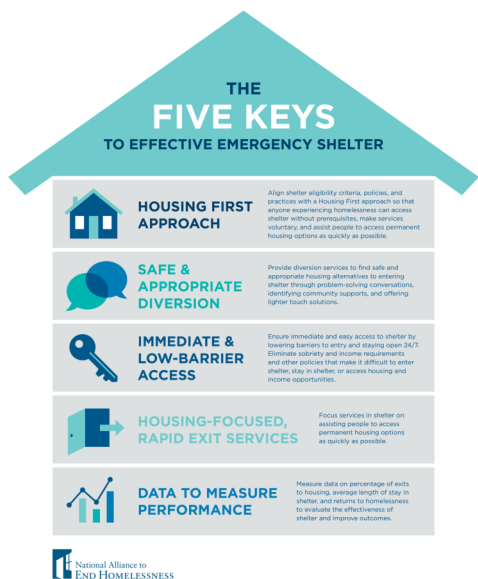 THE
FIVE KEYS
TO EFFECTIVE EMERGENCY SHELTER
HOUSING FIRST
APPROACH
Align shelter eligibility criteria, policies, and
practices with a Housing First approach so that
anyone experiencing homelessness can access
shelter without prerequisites, make services
voluntary, and assist people to access permanent
housing options as quickly as possible.
SAFE &
APPROPRIATE
DIVERSION
Provide diversion services to find safe and
appropriate housing alternatives to entering
shelter through problem-solving conversations,
identifying community supports, and offering
lighter touch solutions.
IMMEDIATE &
LOW-BARRIER
ACCESS
Ensure immediate and easy access to shelter by
lowering barriers to entry and staying open 24/7.
Eliminate sobriety and income requirements
and other policies that make it difficult to enter
shelter, stay in shelter, or access housing and
income opportunities.
HOUSING-FOCUSED,
RAPID EXIT SERVICES
Focus services in shelter on
assisting people to access
permanent housing options
as quickly as possible.
DATA TO MEASURE
PERFORMANCE
Measure data on percentage of exits
to housing, average length of stay in
shelter, and returns to homelessness
to evaluate the effectiveness of
shelter and improve outcomes.
National Alliance to
END HOMELESSNESS